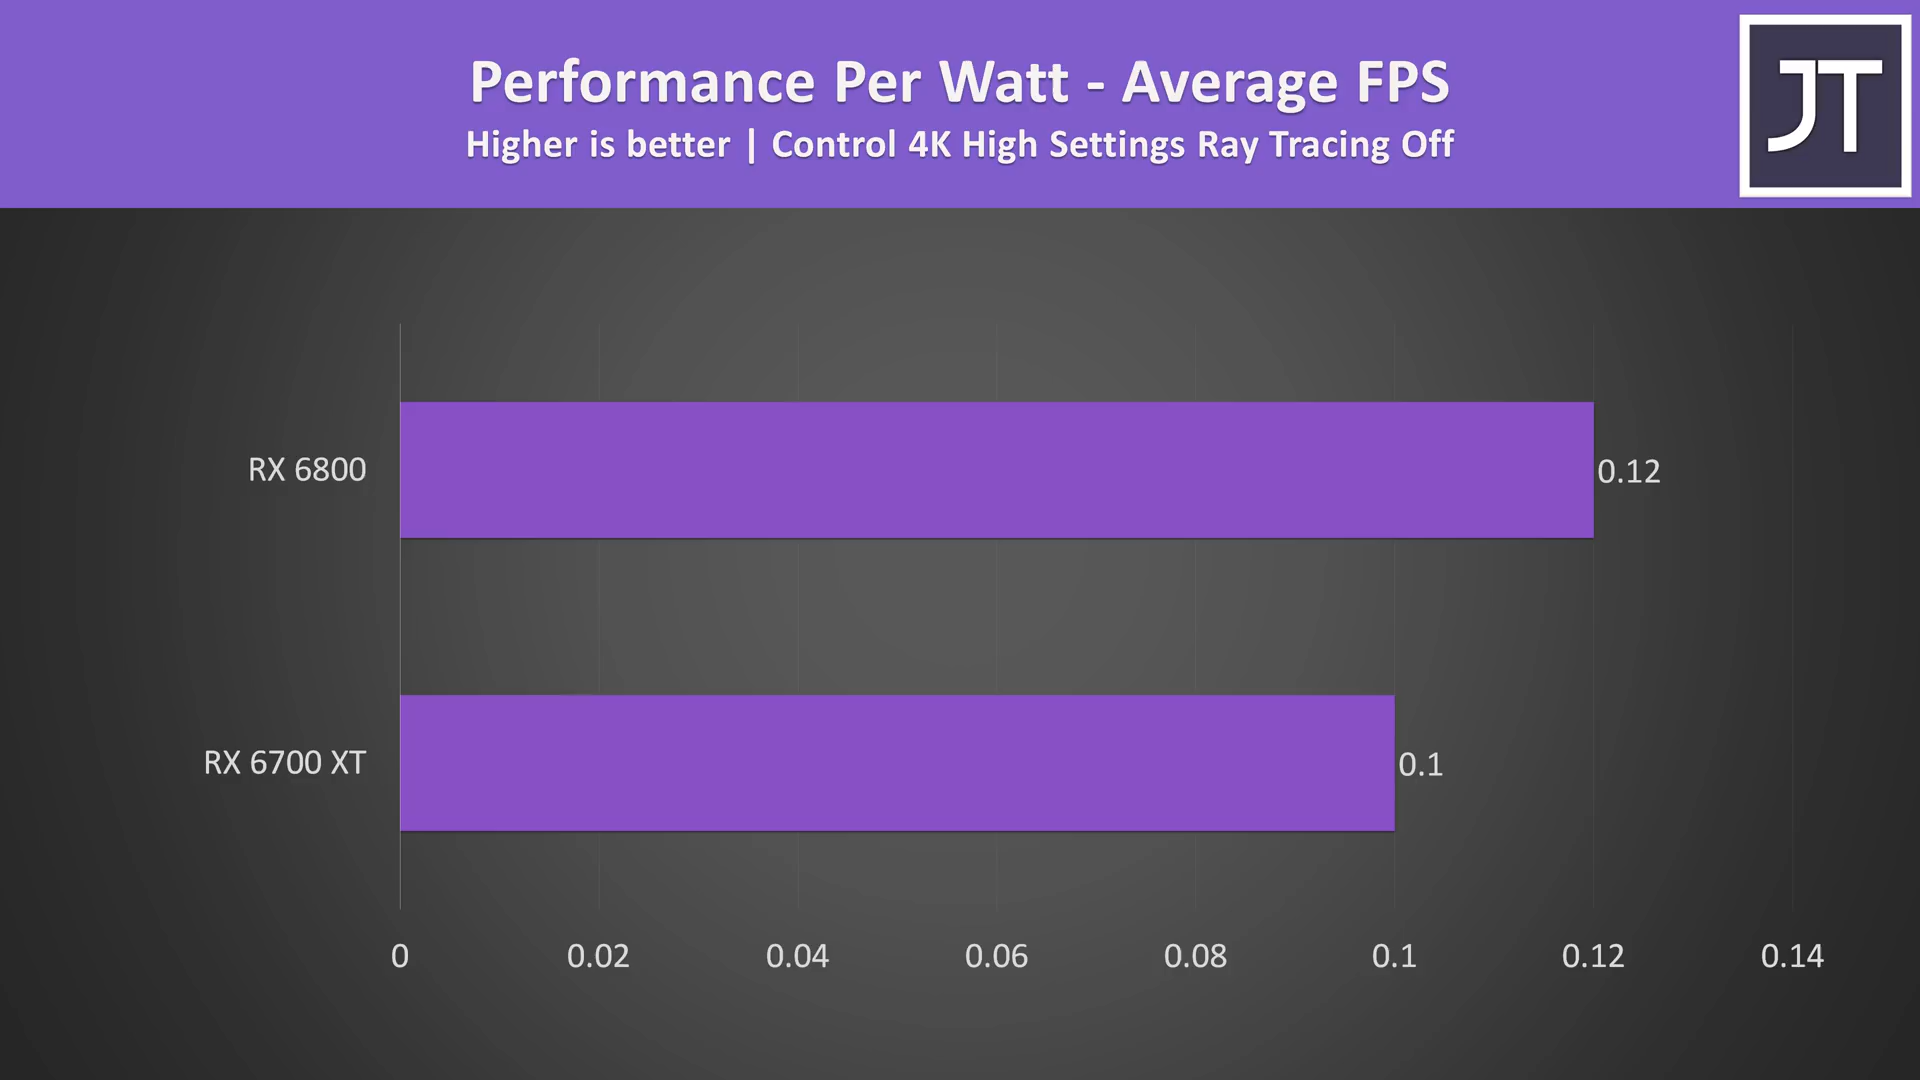 Performance Per Watt - Average FPS
Higher is better | Control 4K High Settings Ray Tracing Off
JT
RX 6800
0.12
RX 6700 XT
0.1
0 0.02 0.04 0.06 0.08 0.1 0.12 0.14